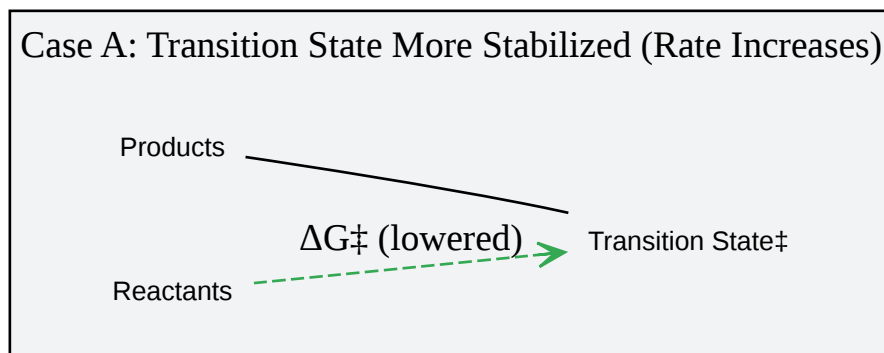 Case A: Transition State More Stabilized (Rate Increases)
Products
ΔG‡ (lowered)
Transition State‡
Reactants